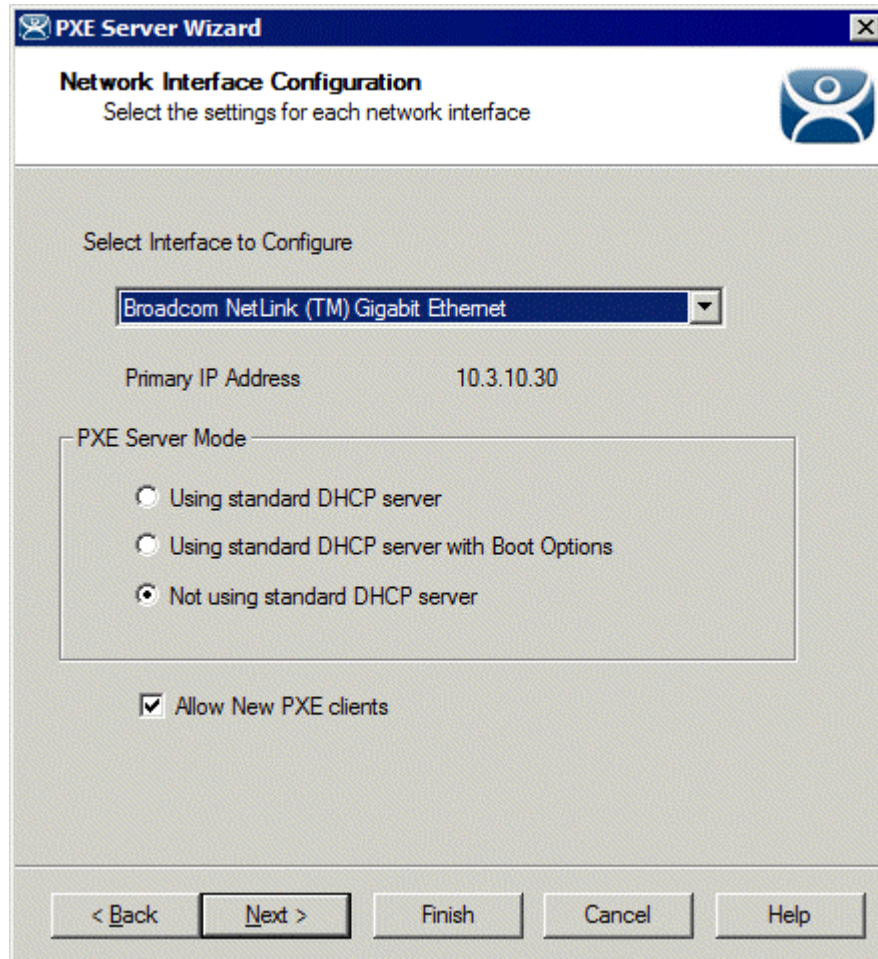 PXE Server Wizard
Network Interface Configuration
Select the settings for each network interface
Select Interface to Configure
Broadcom NetLink (TM) Gigabit Ethernet
Primary IP Address 10.3.10.30
PXE Server Mode
Using standard DHCP server
Using standard DHCP server with Boot Options
Not using standard DHCP server
Allow New PXE clients
< Back Next > Finish Cancel Help